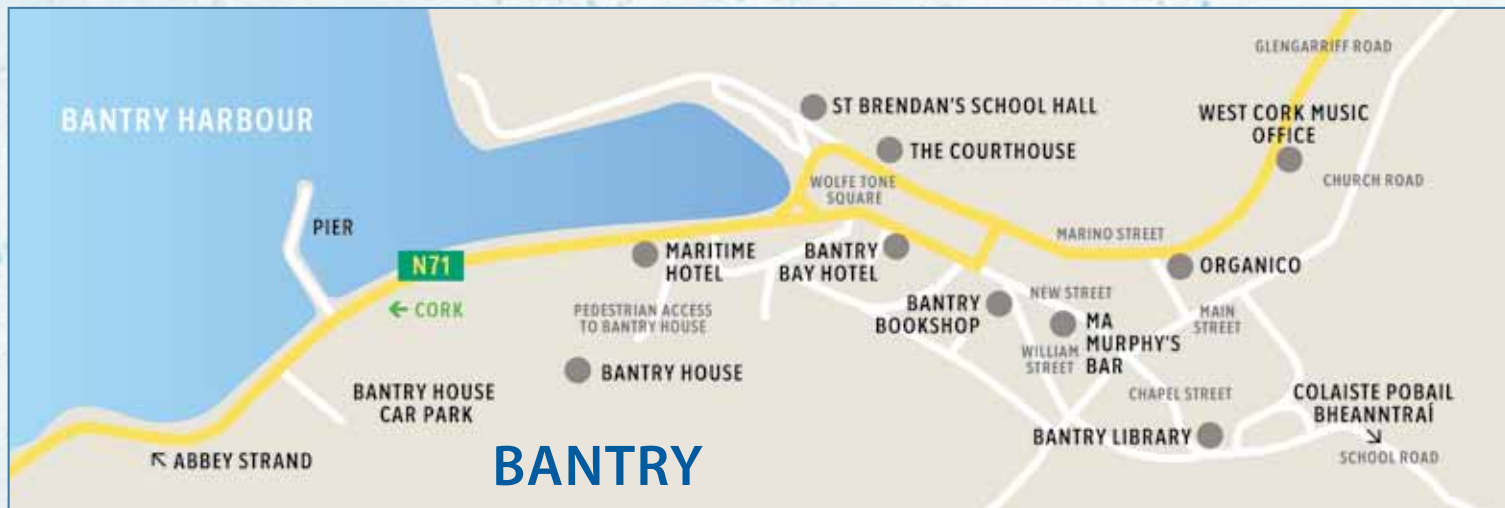 GLENGARRIFF ROAD
BANTRY HARBOUR
ST BRENDAN'S SCHOOL HALL
WEST CORK MUSIC
OFFICE
THE COURTHOUSE
CHURCH ROAD
WOLFE TONE
SQUARE
PIER
MARINO STREET
N71
← CORK
MARITIME
HOTEL
BANTRY
BAY HOTEL
ORGANICO
PEDESTRIAN ACCESS
TO BANTRY HOUSE
BANTRY
BOOKSHOP
NEW STREET
MAIN
STREET
MA
MURPHY'S
BAR
WILLIAM
STREET
BANTRY HOUSE
BANTRY HOUSE
CAR PARK
CHAPEL STREET
COLAISTE POBAIL
BHEANNTRAÍ
↘
BANTRY LIBRARY
SCHOOL ROAD
↖ ABBEY STRAND
BANTRY